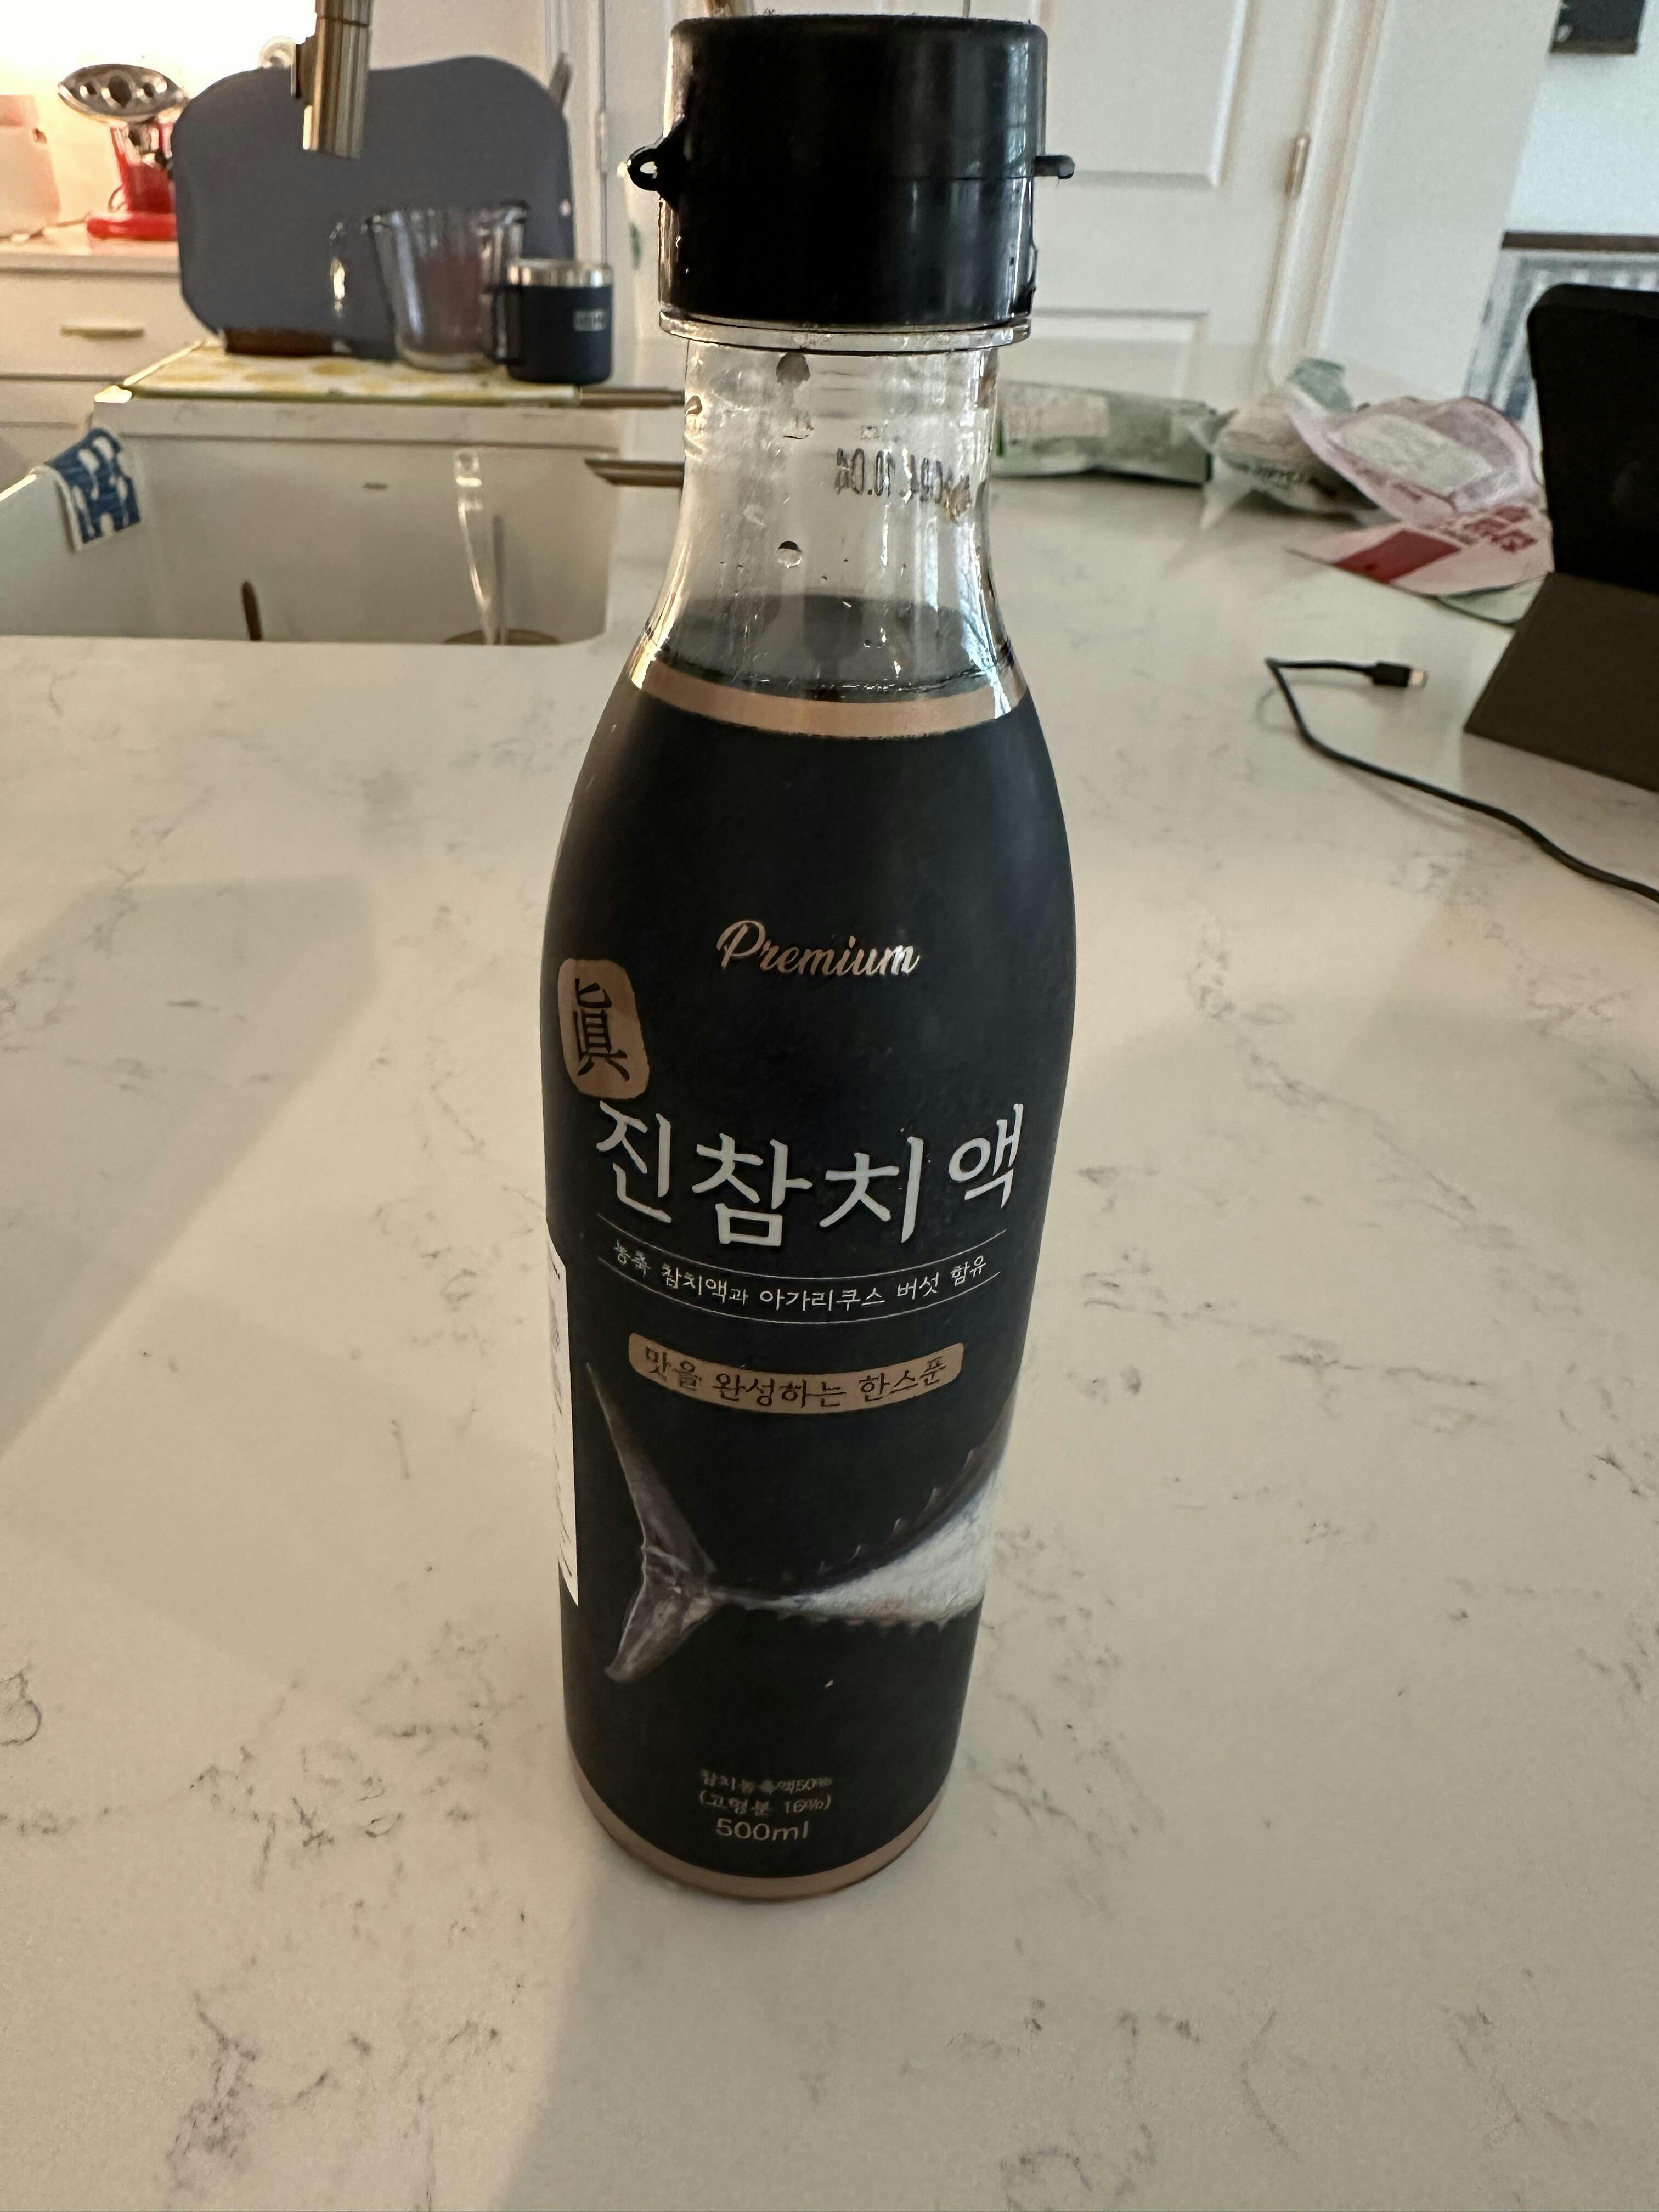 Premium
眞
진참치액
농축 참치액과 아가리쿠스 버섯 함유
맛을 완성하는 한스푼
참치농축액50%
(고형분 16%)
500ml